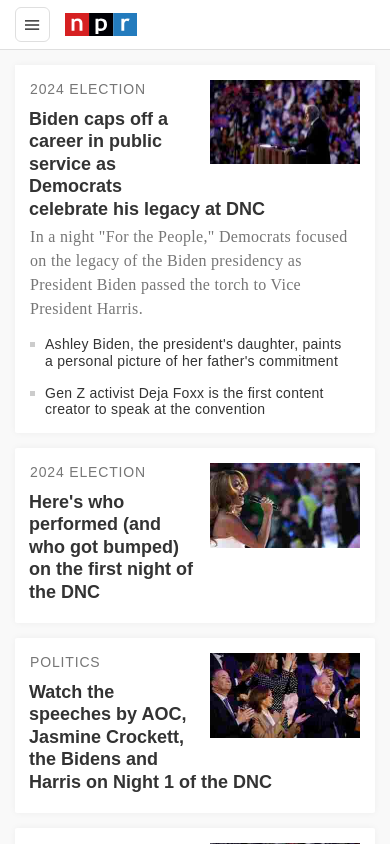 npr
2024 ELECTION
Biden caps off a
career in public
service as
Democrats
celebrate his legacy at DNC
In a night "For the People," Democrats focused
on the legacy of the Biden presidency as
President Biden passed the torch to Vice
President Harris.
Ashley Biden, the president's daughter, paints
a personal picture of her father's commitment
Gen Z activist Deja Foxx is the first content
creator to speak at the convention
2024 ELECTION
Here's who
performed (and
who got bumped)
on the first night of
the DNC
POLITICS
Watch the
speeches by AOC,
Jasmine Crockett,
the Bidens and
Harris on Night 1 of the DNC